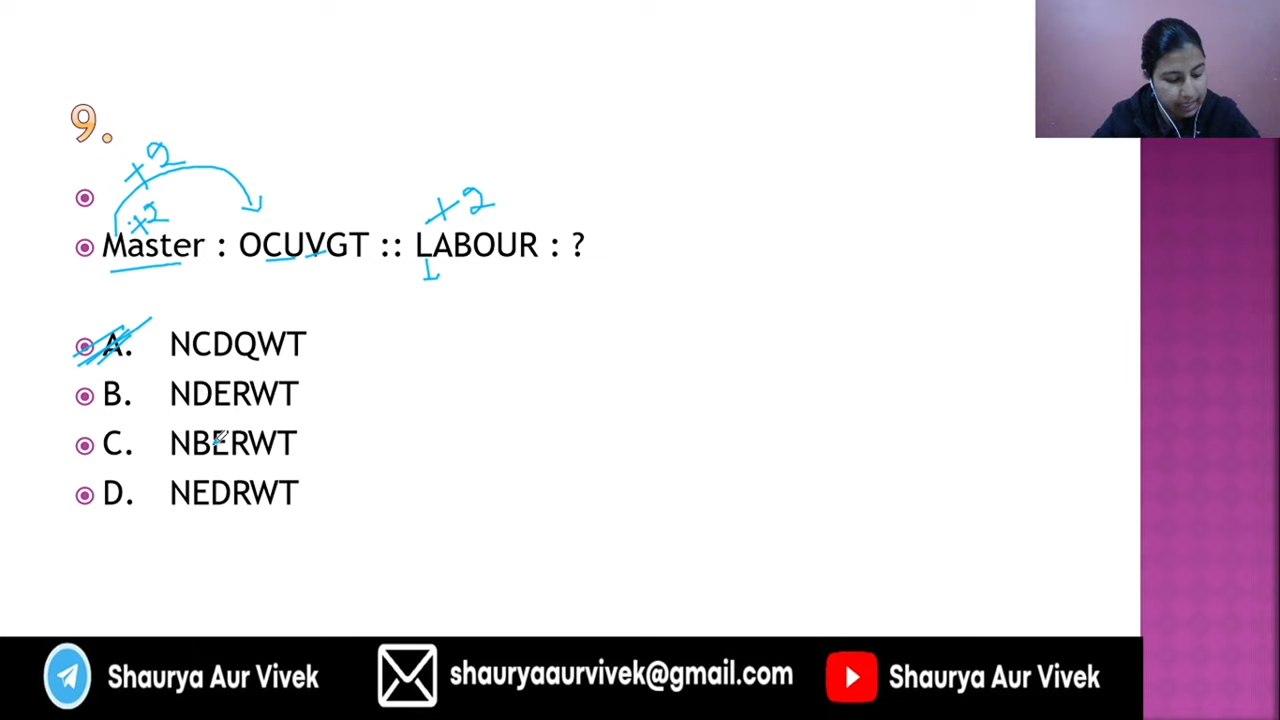 9.
+2
+2
+2
Master : OCUVGT :: LABOUR : ?
A. NCDQWT
B. NDERWT
C. NBERWT
D. NEDRWT
Shaurya Aur Vivek shauryaaurvivek@gmail.com Shaurya Aur Vivek